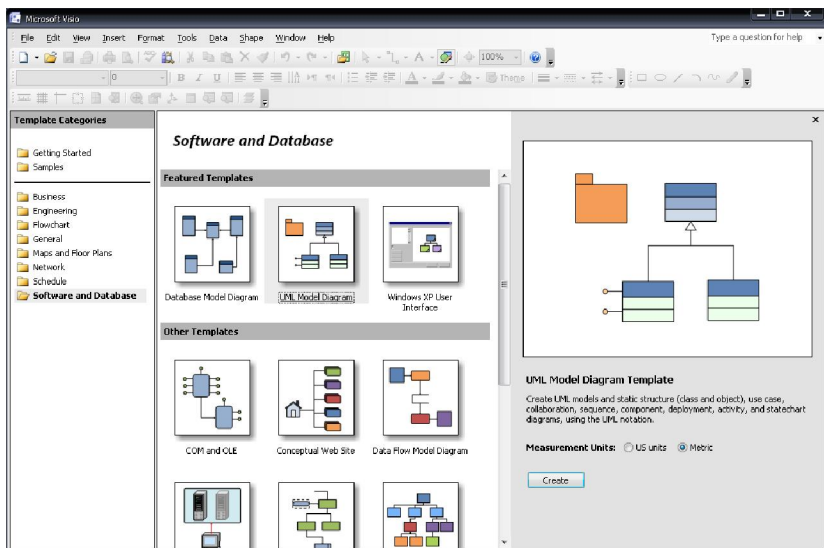 Microsoft Visio
File Edit View Insert Format Tools Data Shape Window Help
Type a question for help
100%
0
B I U
A
Theme
Template Categories
Getting Started
Samples
Business
Engineering
Flowchart
General
Maps and Floor Plans
Network
Schedule
Software and Database
Software and Database
Featured Templates
Database Model Diagram
UML Model Diagram
Windows XP User
Interface
Other Templates
COM and OLE
Conceptual Web Site
Data Flow Model Diagram
UML Model Diagram Template
Create UML models and static structure (class and object), use case,
collaboration, sequence, component, deployment, activity, and statechart
diagrams, using the UML notation.
Measurement Units: US units Metric
Create